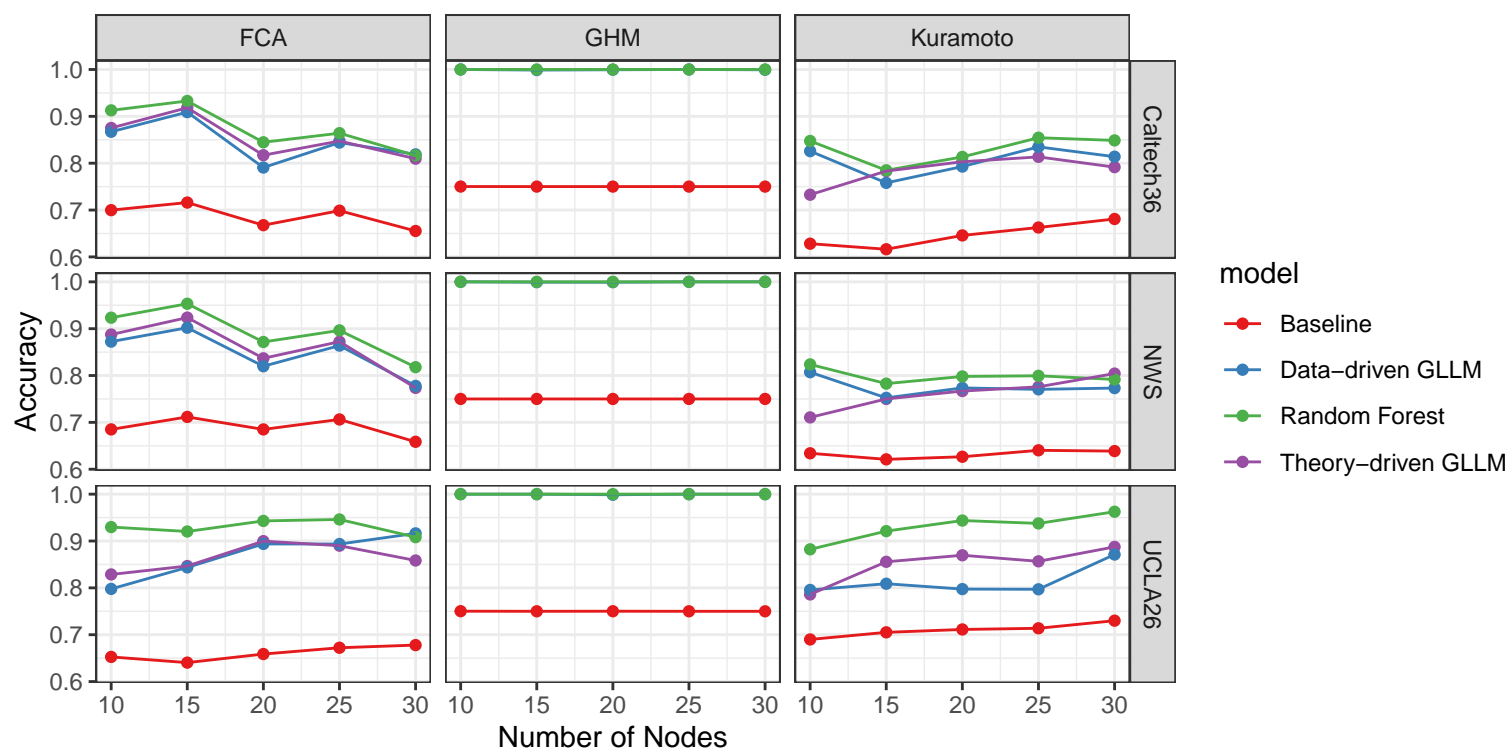 FCA
GHM
Kuramoto
1.0
0.9
0.8
0.7
0.6
Caltech36
1.0
0.9
0.8
0.7
0.6
NWS
1.0
0.9
0.8
0.7
0.6
UCLA26
Accuracy
10 15 20 25 30
10 15 20 25 30
10 15 20 25 30
Number of Nodes
model
Baseline
Data−driven GLLM
Random Forest
Theory−driven GLLM